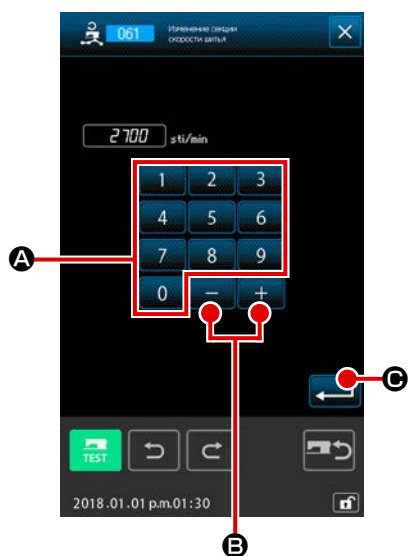 061
Изменение секции
скорости шитья
2700 sti/min
1 2 3
4 5 6
A
7 8 9
0 − +
C
TEST
2018.01.01 p.m.01:30
B